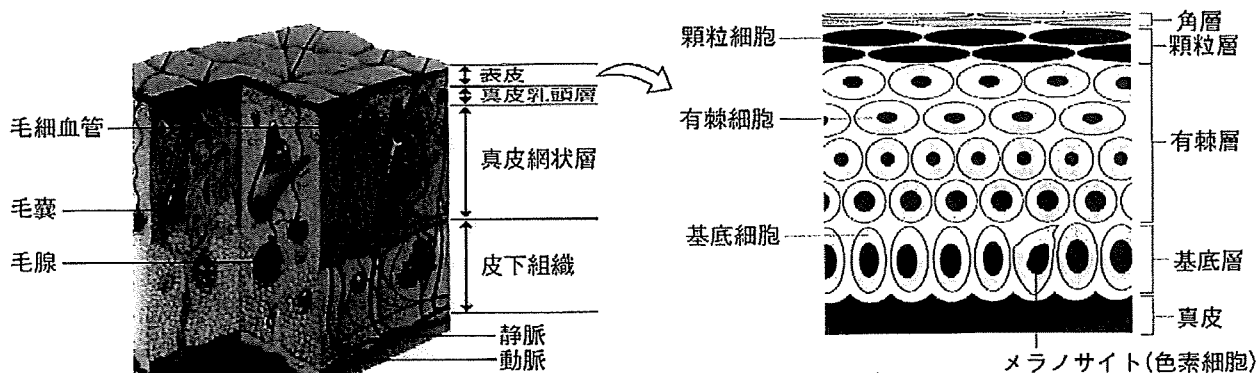 毛細血管
毛嚢
毛腺
表皮
真皮乳頭層
真皮網状層
皮下組織
静脈
動脈
顆粒細胞
有棘細胞
基底細胞
角層
顆粒層
有棘層
基底層
真皮
メラノサイト(色素細胞)